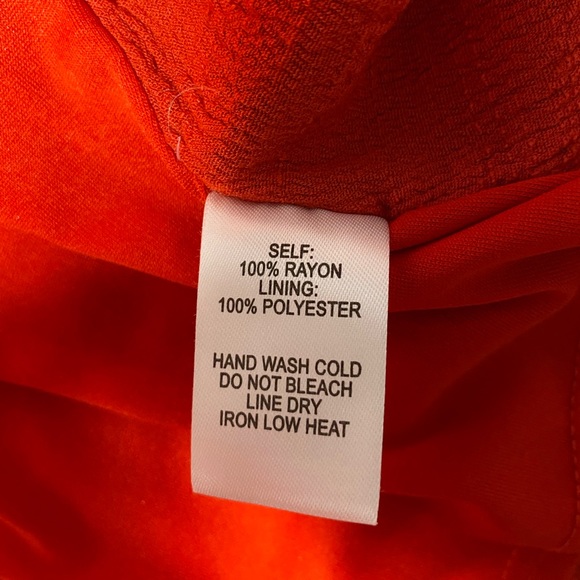 SELF:
100% RAYON
LINING:
100% POLYESTER
HAND WASH COLD
DO NOT BLEACH
LINE DRY
IRON LOW HEAT